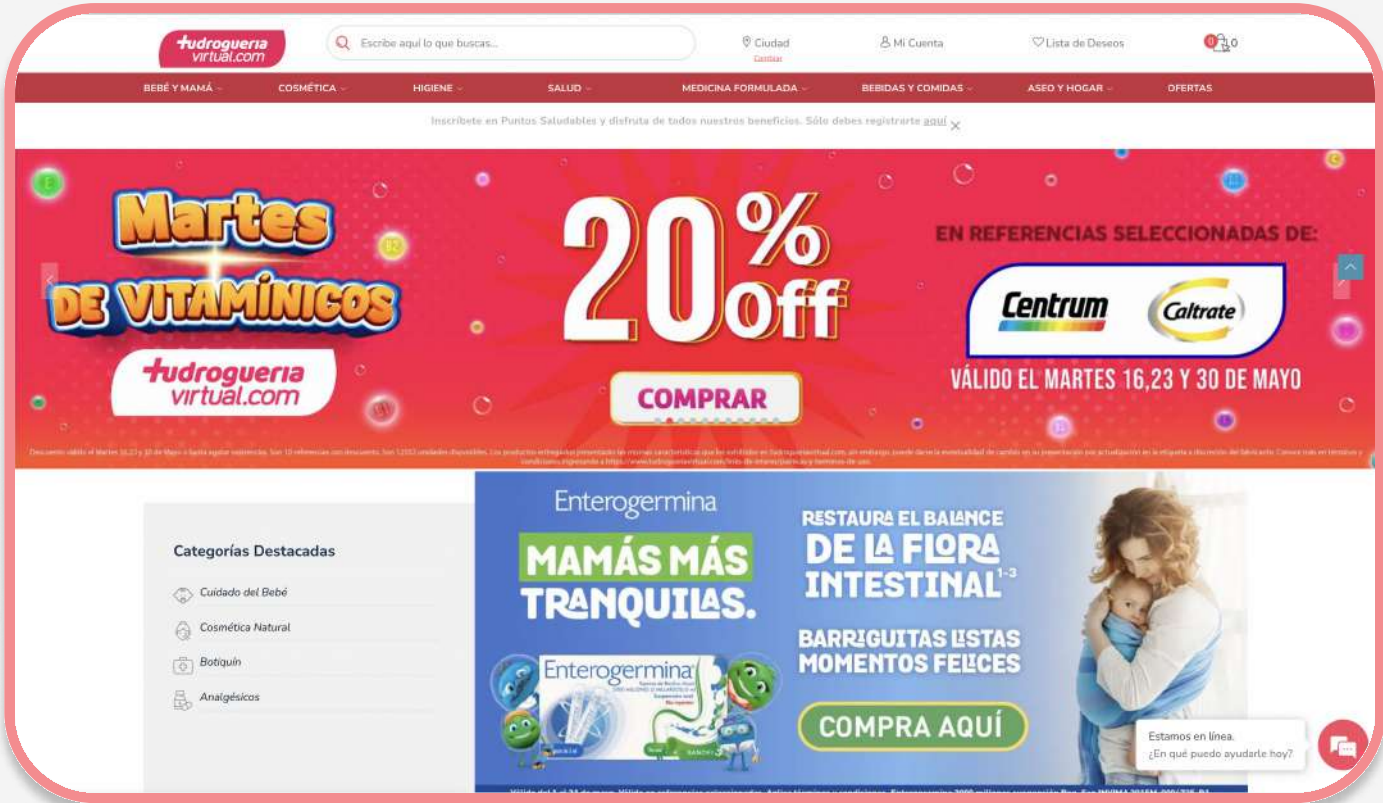 tudrogueria
virtual.com
Escribe aquí lo que buscas...
Ciudad
Cambiar
Mi Cuenta
Lista de Deseos
0
0
BEBÉ Y MAMÁ
COSMÉTICA
HIGIENE
SALUD
MEDICINA FORMULADA
BEBIDAS Y COMIDAS
ASEO Y HOGAR
OFERTAS
Inscríbete en Puntos Saludables y disfruta de todos nuestros beneficios. Sólo debes registrarte aquí
Martes
DE VITAMÍNICOS
tudrogueria
virtual.com
20% Off
COMPRAR
EN REFERENCIAS SELECCIONADAS DE:
Centrum
Caltrate
VÁLIDO EL MARTES 16,23 Y 30 DE MAYO
Categorías Destacadas
Cuidado del Bebé
Cosmética Natural
Botiquín
Analgésicos
Enterogermina
MAMÁS MÁS
TRANQUILAS.
Enterogermina
RESTAURA EL BALANCE
DE LA FLORA
INTESTINAL¹⁻³
BARRIGUITAS LISTAS
MOMENTOS FELICES
COMPRA AQUÍ
Estamos en línea.
¿En qué puedo ayudarle hoy?